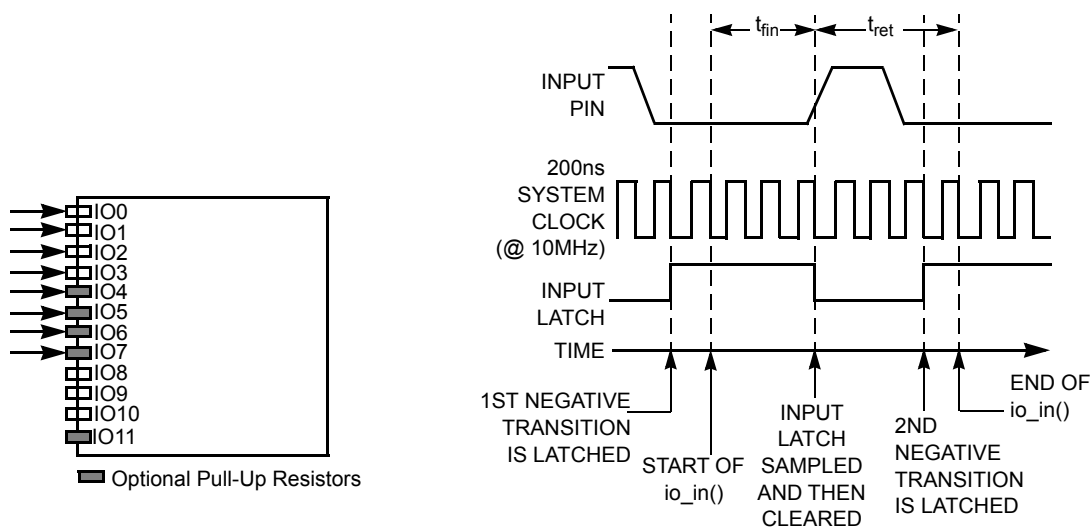 IO0
IO1
IO2
IO3
IO4
IO5
IO6
IO7
IO8
IO9
IO10
IO11
Optional Pull-Up Resistors
tfin
tret
INPUT
PIN
200ns
SYSTEM
CLOCK
(@ 10MHz)
INPUT
LATCH
TIME
1ST NEGATIVE
TRANSITION
IS LATCHED
START OF
io_in()
INPUT
LATCH
SAMPLED
AND THEN
CLEARED
2ND
NEGATIVE
TRANSITION
IS LATCHED
END OF
io_in()